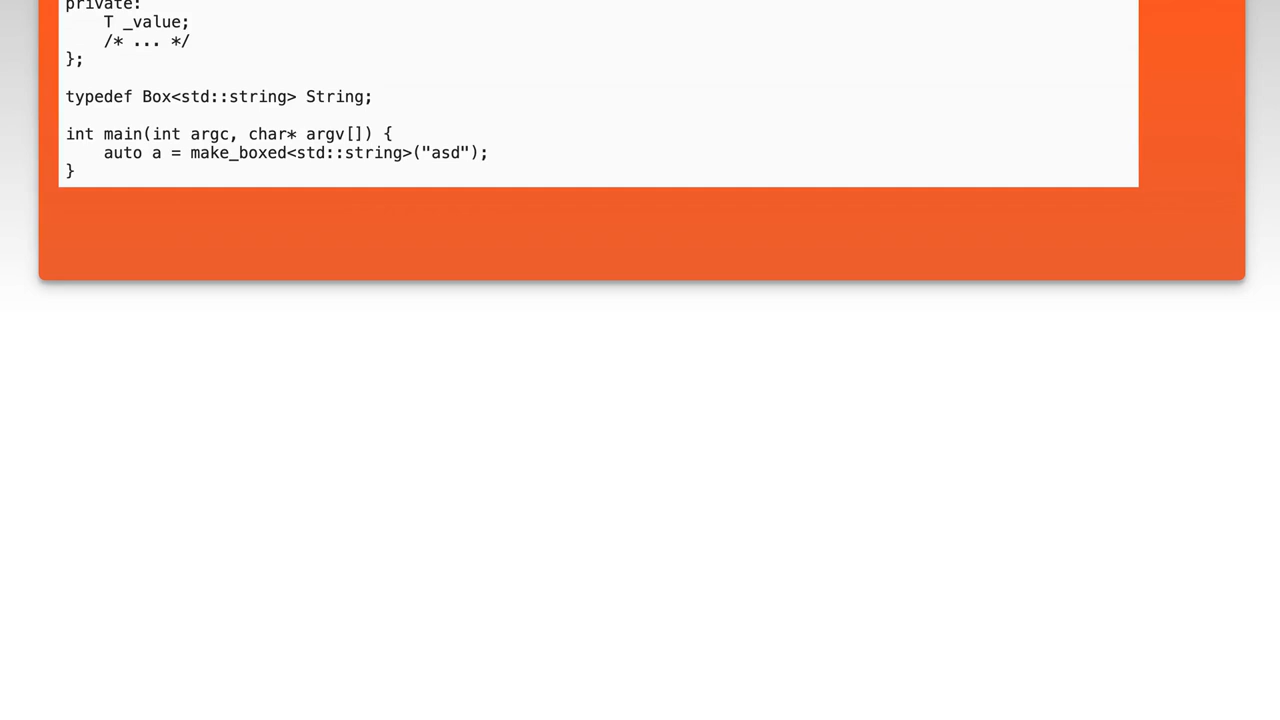 private:
    T _value;
    /* ... */
};
typedef Box<std::string> String;
int main(int argc, char* argv[]) {
    auto a = make_boxed<std::string>("asd");
}